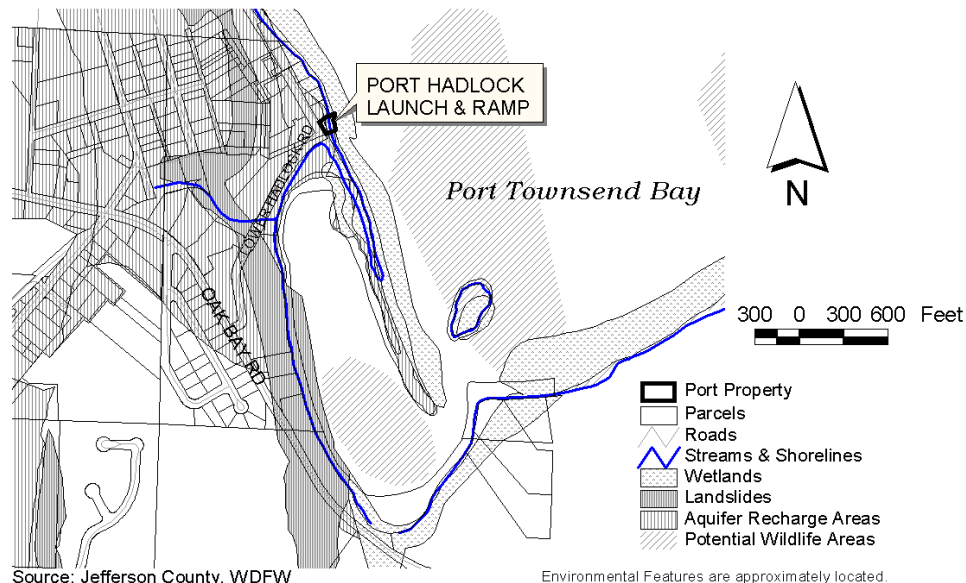 PORT HADLOCK
LAUNCH & RAMP
LOWER HADLOCK RD
Port Townsend Bay
N
OAK BAY RD
300 0 300 600 Feet
Port Property
Parcels
Roads
Streams & Shorelines
Wetlands
Landslides
Aquifer Recharge Areas
Potential Wildlife Areas
Source: Jefferson County, WDFW
Environmental Features are approximately located.